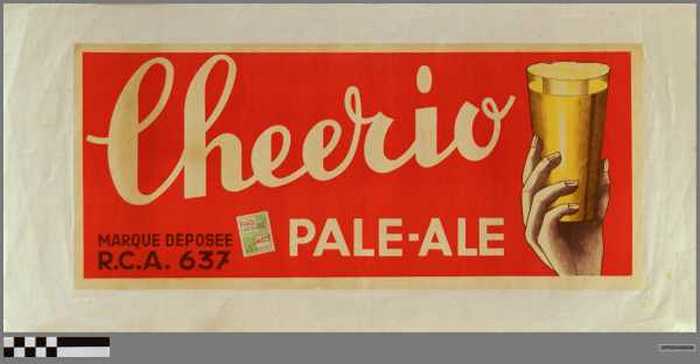 Cheerio
PALE-ALE
MARQUE DEPOSEE
R.C.A. 637